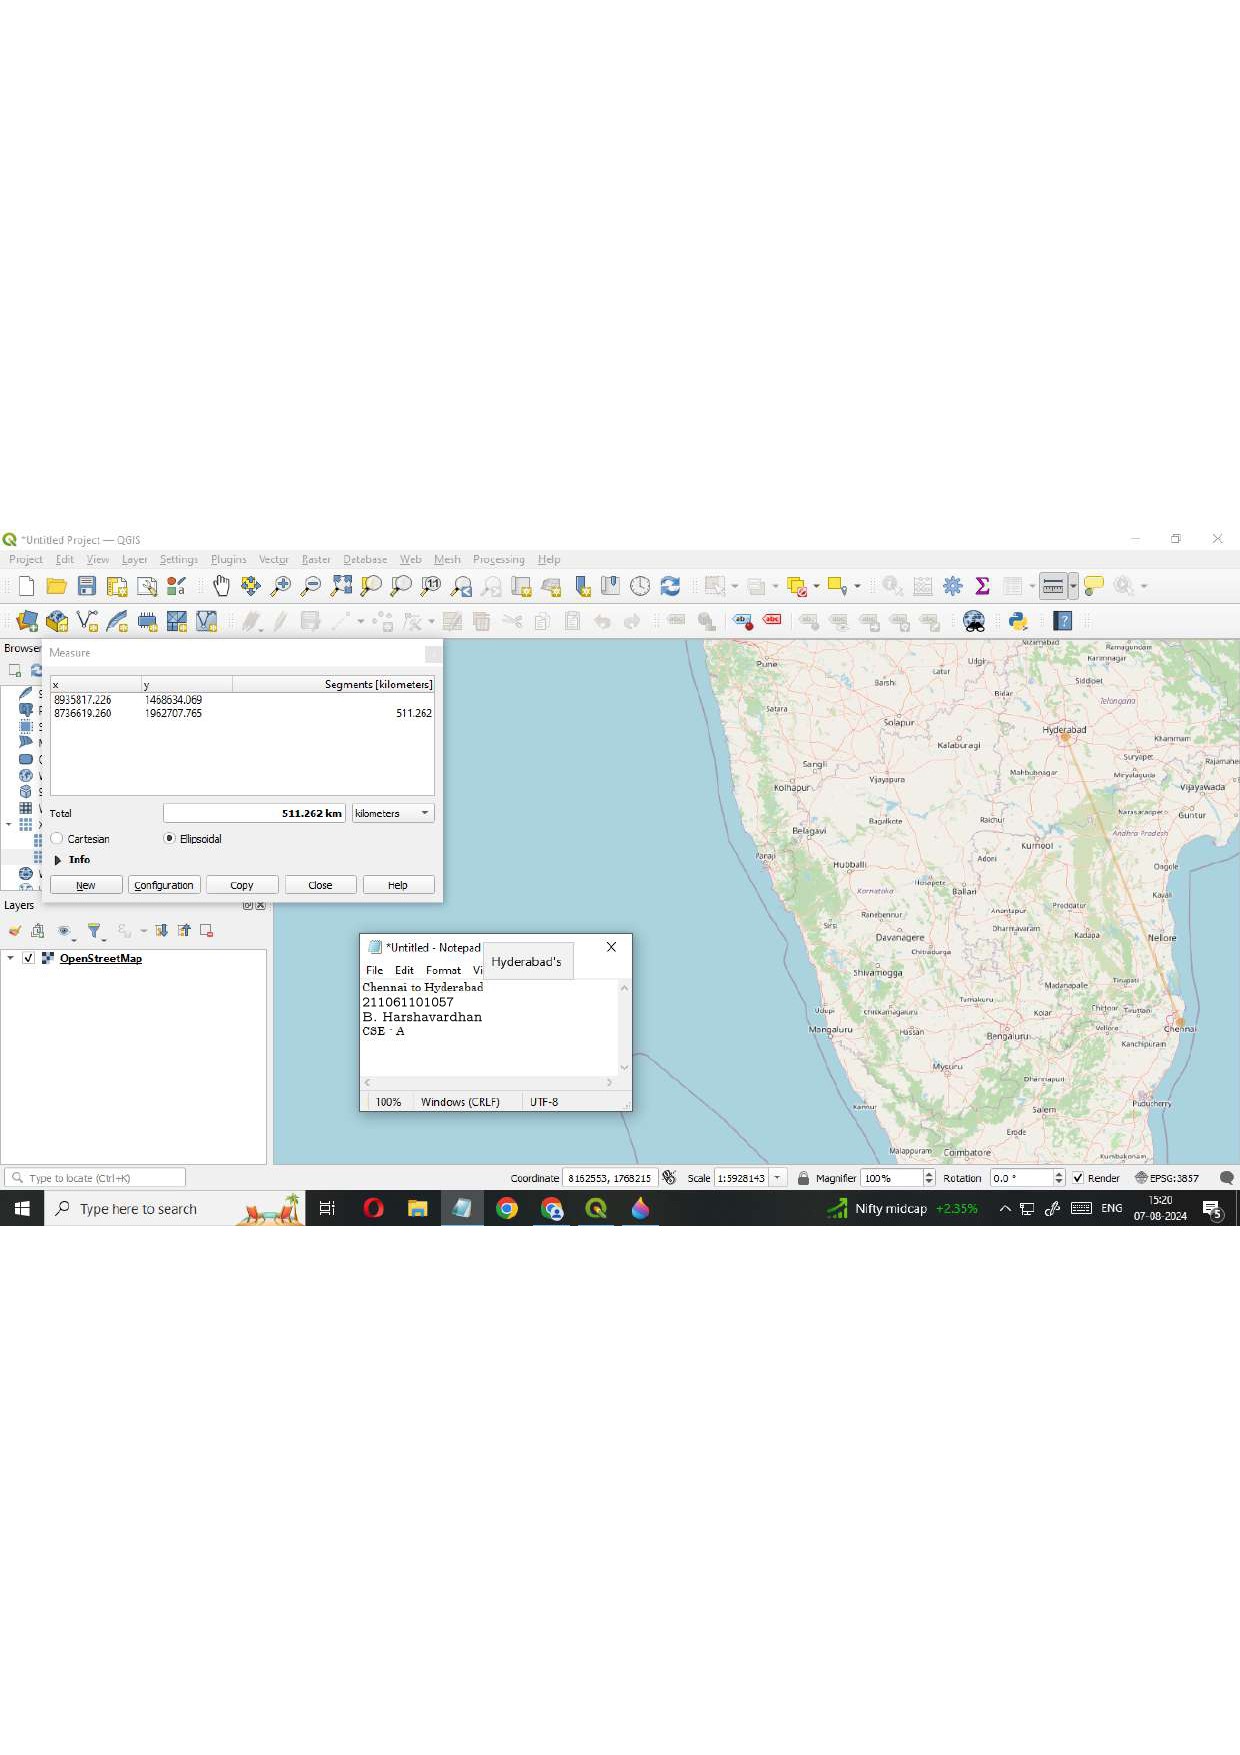 *Untitled Project — QGIS
Project Edit View Layer Settings Plugins Vector Raster Database Web Mesh Processing Help
Browser
Measure
x y Segments [kilometers]
8935817.226 1468634.069
8736619.260 1962707.765 511.262
Total 511.262 km kilometers
Cartesian Ellipsoidal
Info
New Configuration Copy Close Help
Layers
OpenStreetMap
*Untitled - Notepad
Hyderabad's
File Edit Format Vi
Chennai to Hyderabad
211061101057
B. Harshavardhan
CSE - A
100% Windows (CRLF) UTF-8
Nizamabad Ramagundam
Pune Latur Udgir Karimnagar
Barshi Bidar Siddipet
Satara Telangana
Solapur Hyderabad
Kalaburagi Khammam
Sangli Mahbubnagar Suryapet
Kolhapur Vijayapura Miryalaguda Vijayawada
Belagavi Bagalkote Raichur Narasaraopet Guntur
Andhra Pradesh
Panaji Hubballi Adoni Kurnool Ongole
Karnataka Hosapete Ballari
Ranebennur Anantapur Proddatur
Davanagere Dharmavaram Kadapa Nellore
Chitradurga
Shivamogga Madanapalle Tirupati
Udupi Chikkamagaluru Tumakuru Kolar Chittoor Tiruttani
Mangaluru Hassan Bengaluru Vellore Chennai
Kanchipuram
Mysuru Dharmapuri
Kannur Salem Puducherry
Erode
Malappuram Coimbatore Kumbakonam
Type to locate (Ctrl+K) Coordinate 8162553, 1768215 Scale 1:5928143 Magnifier 100% Rotation 0.0 ° Render EPSG:3857
Type here to search Nifty midcap +2.35% ENG 15:20
07-08-2024 5